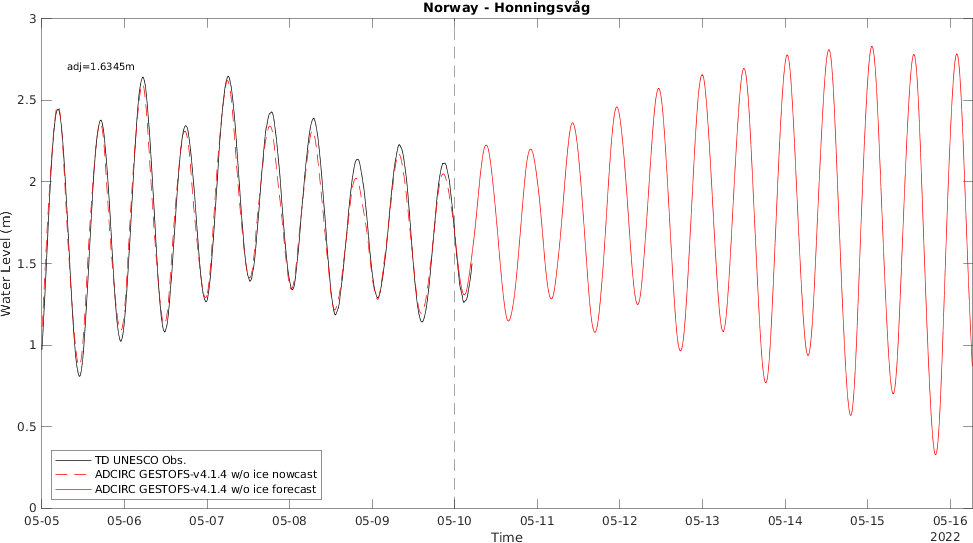 Norway - Honningsvåg
3
adj=1.6345m
2.5
2
1.5
1
0.5
0
Water Level (m)
TD UNESCO Obs.
ADCIRC GESTOFS-v4.1.4 w/o ice nowcast
ADCIRC GESTOFS-v4.1.4 w/o ice forecast
05-05 05-06 05-07 05-08 05-09 05-10 05-11 05-12 05-13 05-14 05-15 05-16
Time
2022